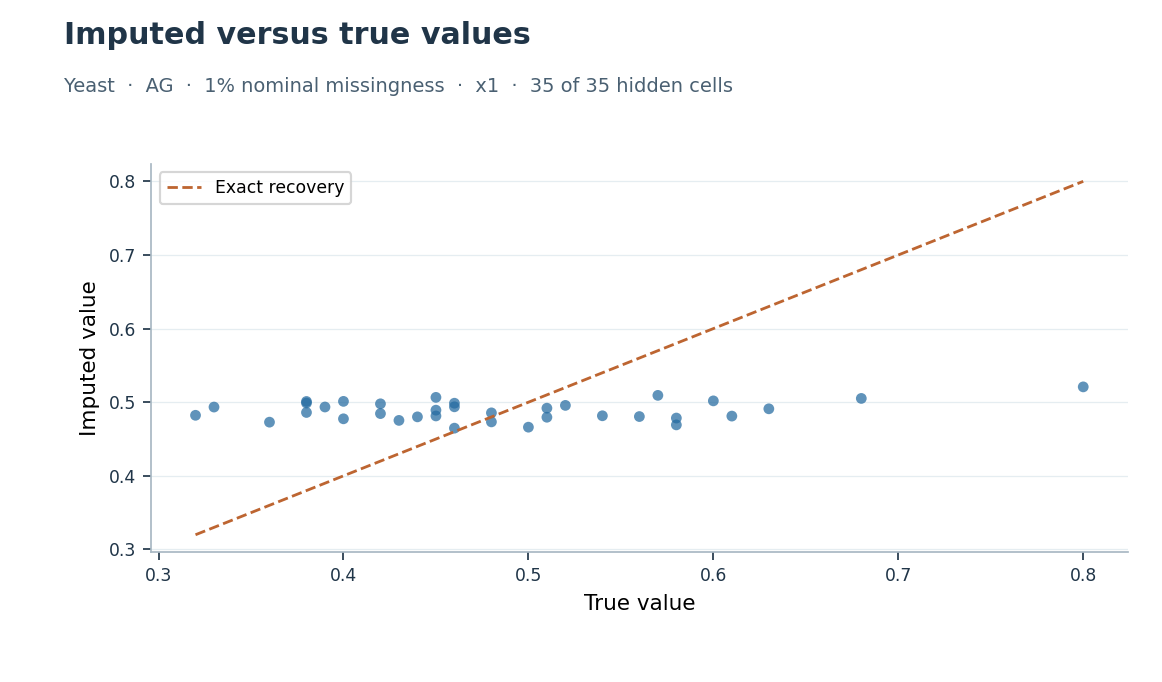 Imputed versus true values
Yeast · AG · 1% nominal missingness · x1 · 35 of 35 hidden cells
Exact recovery
0.8
0.7
0.6
0.5
0.4
0.3
Imputed value
0.3 0.4 0.5 0.6 0.7 0.8
True value